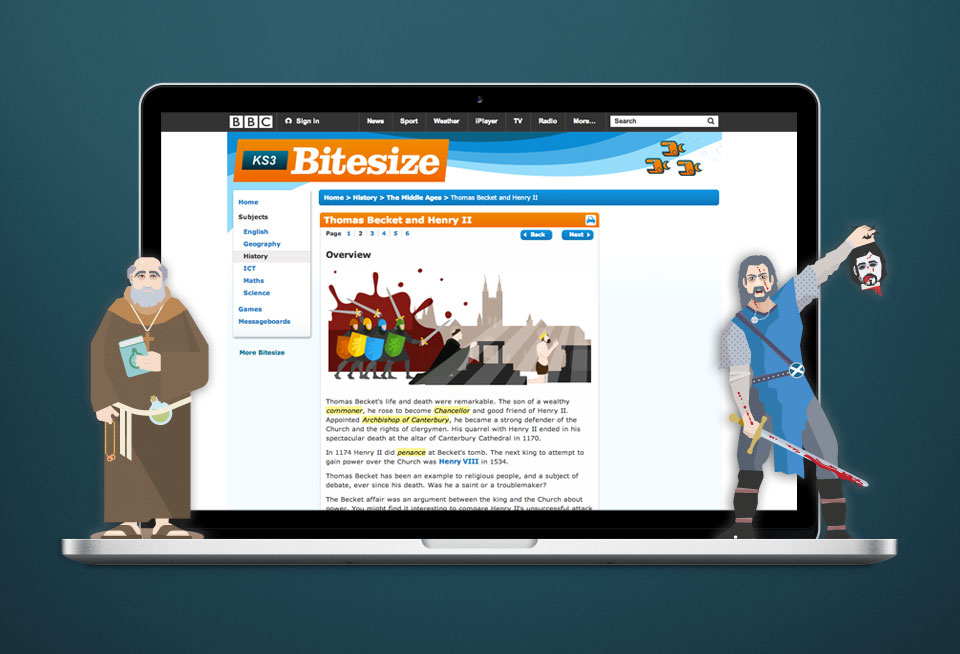 BBC Sign in News Sport Weather iPlayer TV Radio More... Search
KS3 Bitesize
Home > History > The Middle Ages > Thomas Becket and Henry II
Home
Subjects
English
Geography
History
ICT
Maths
Science
Games
Messageboards
More Bitesize
Thomas Becket and Henry II
Page 1 2 3 4 5 6 Back Next
Overview
Thomas Becket's life and death were remarkable. The son of a wealthy
commoner, he rose to become Chancellor and good friend of Henry II.
Appointed Archbishop of Canterbury, he became a strong defender of the
Church and the rights of clergymen. His quarrel with Henry II ended in his
spectacular death at the altar of Canterbury Cathedral in 1170.
In 1174 Henry II did penance at Becket's tomb. The next king to attempt to
gain power over the Church was Henry VIII in 1534.
Thomas Becket has been an example to religious people, and a subject of
debate, ever since his death. Was he a saint or a troublemaker?
The Becket affair was an argument between the king and the Church about
power. You might find it interesting to compare Henry II's unsuccessful attack